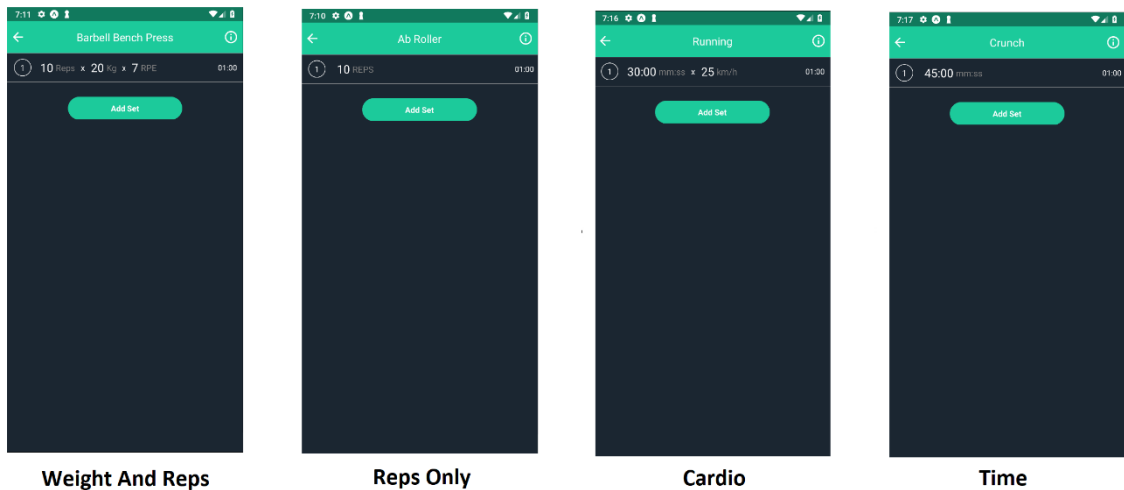 7:11
Barbell Bench Press
1 10 Reps x 20 Kg x 7 RPE 01:00
Add Set
Weight And Reps
7:10
Ab Roller
1 10 REPS 01:00
Add Set
Reps Only
7:16
Running
1 30:00 mm:ss x 25 km/h 01:00
Add Set
Cardio
7:17
Crunch
1 45:00 mm:ss 01:00
Add Set
Time